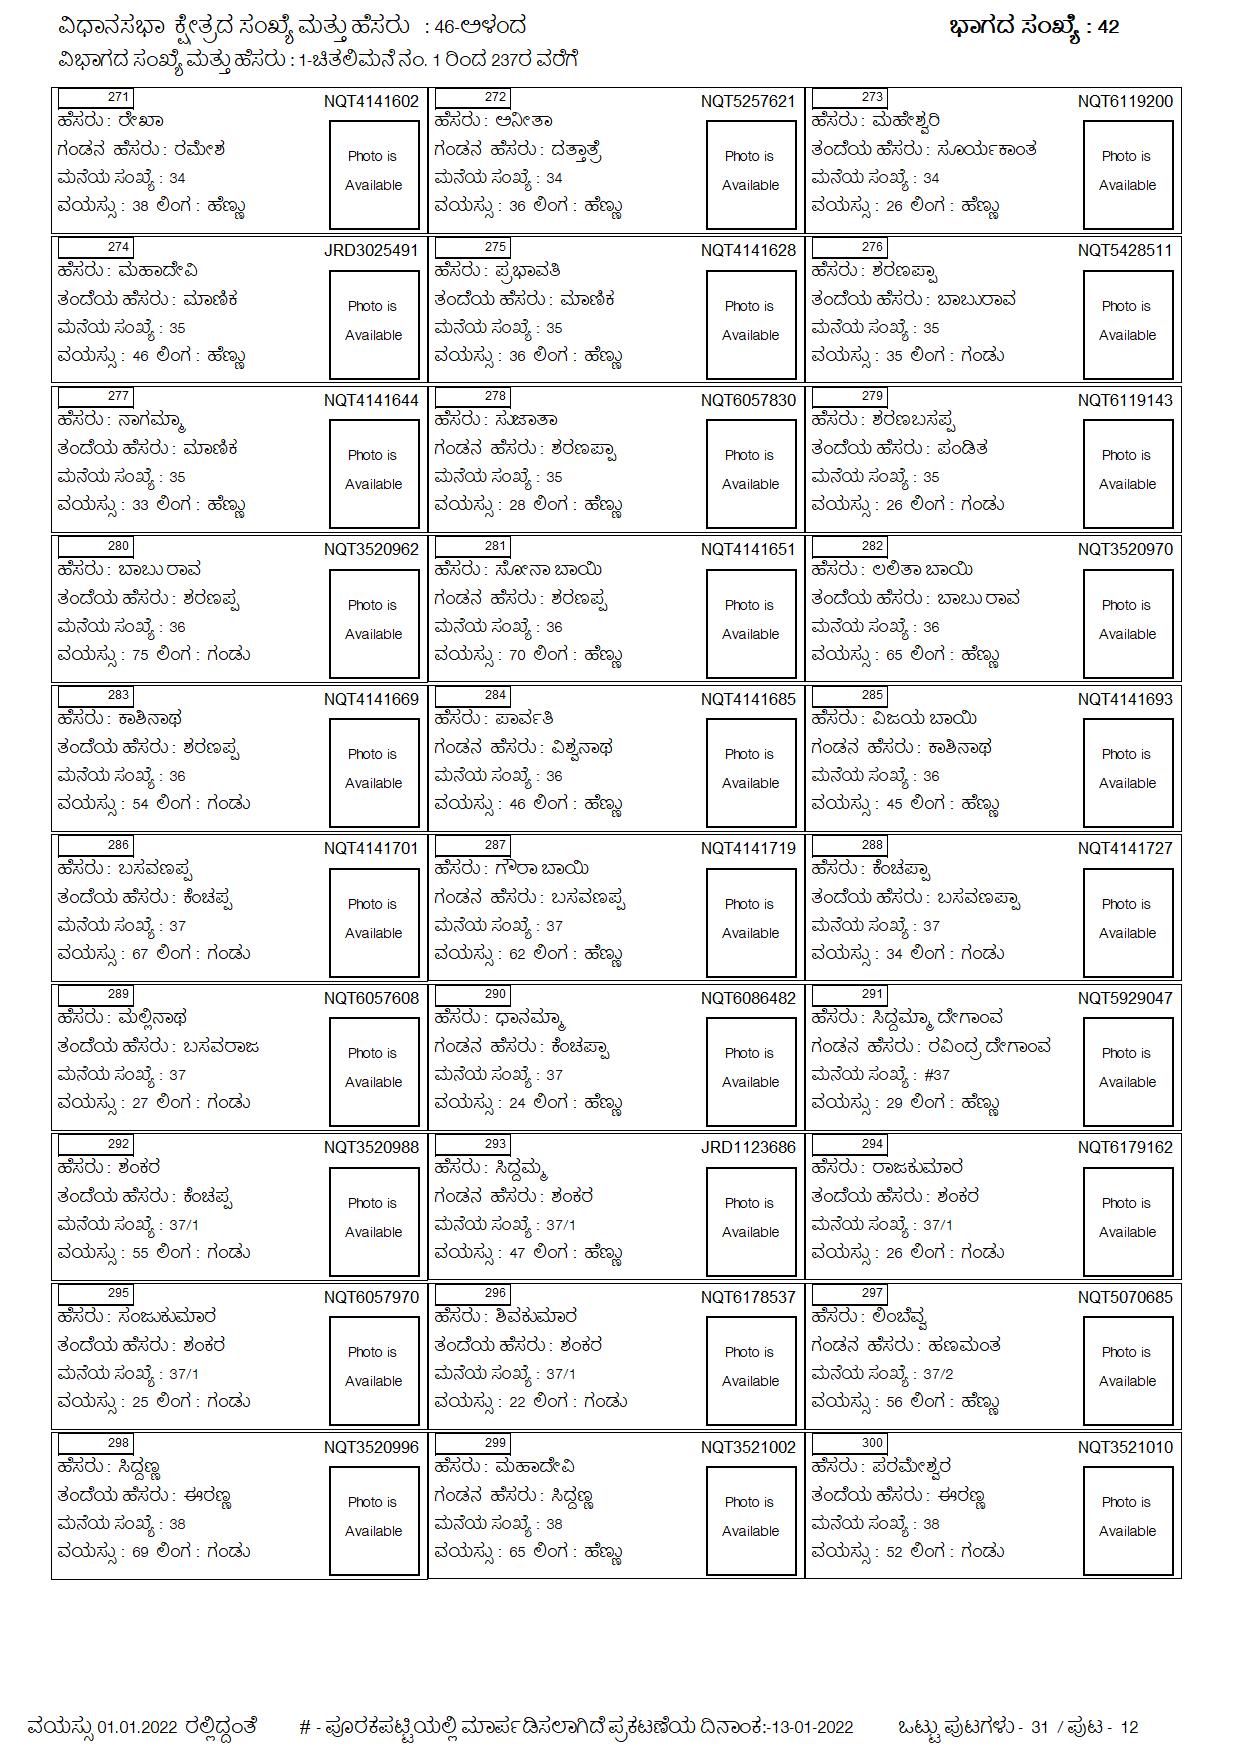 ವಿಧಾನಸಭಾ ಕ್ಷೇತ್ರದ ಸಂಖ್ಯೆ ಮತ್ತು ಹೆಸರು : 46-ಅಳಂದ ಭಾಗದ ಸಂಖ್ಯೆ : 42
ವಿಭಾಗದ ಸಂಖ್ಯೆ ಮತ್ತು ಹೆಸರು : 1-ಚಿತಲಿಮನೆ ನಂ. 1 ರಿಂದ 237ರ ವರೆಗೆ
271 NQT4141602
ಹೆಸರು : ರೇಖಾ
ಗಂಡನ ಹೆಸರು : ರಮೇಶ
ಮನೆಯ ಸಂಖ್ಯೆ : 34
ವಯಸ್ಸು : 38 ಲಿಂಗ : ಹೆಣ್ಣು
Photo is
Available
272 NQT5257621
ಹೆಸರು : ಅನೀತಾ
ಗಂಡನ ಹೆಸರು : ದತ್ತಾತ್ರೆ
ಮನೆಯ ಸಂಖ್ಯೆ : 34
ವಯಸ್ಸು : 36 ಲಿಂಗ : ಹೆಣ್ಣು
Photo is
Available
273 NQT6119200
ಹೆಸರು : ಮಹೇಶ್ವರಿ
ತಂದೆಯ ಹೆಸರು : ಸೂರ್ಯಕಾಂತ
ಮನೆಯ ಸಂಖ್ಯೆ : 34
ವಯಸ್ಸು : 26 ಲಿಂಗ : ಹೆಣ್ಣು
Photo is
Available
274 JRD3025491
ಹೆಸರು : ಮಹಾದೇವಿ
ತಂದೆಯ ಹೆಸರು : ಮಾಣಿಕ
ಮನೆಯ ಸಂಖ್ಯೆ : 35
ವಯಸ್ಸು : 46 ಲಿಂಗ : ಹೆಣ್ಣು
Photo is
Available
275 NQT4141628
ಹೆಸರು : ಪ್ರಭಾವತಿ
ತಂದೆಯ ಹೆಸರು : ಮಾಣಿಕ
ಮನೆಯ ಸಂಖ್ಯೆ : 35
ವಯಸ್ಸು : 36 ಲಿಂಗ : ಹೆಣ್ಣು
Photo is
Available
276 NQT5428511
ಹೆಸರು : ಶರಣಪ್ಪಾ
ತಂದೆಯ ಹೆಸರು : ಬಾಬುರಾವ
ಮನೆಯ ಸಂಖ್ಯೆ : 35
ವಯಸ್ಸು : 35 ಲಿಂಗ : ಗಂಡು
Photo is
Available
277 NQT4141644
ಹೆಸರು : ನಾಗಮ್ಮಾ
ತಂದೆಯ ಹೆಸರು : ಮಾಣಿಕ
ಮನೆಯ ಸಂಖ್ಯೆ : 35
ವಯಸ್ಸು : 33 ಲಿಂಗ : ಹೆಣ್ಣು
Photo is
Available
278 NQT6057830
ಹೆಸರು : ಸುಜಾತಾ
ಗಂಡನ ಹೆಸರು : ಶರಣಪ್ಪಾ
ಮನೆಯ ಸಂಖ್ಯೆ : 35
ವಯಸ್ಸು : 28 ಲಿಂಗ : ಹೆಣ್ಣು
Photo is
Available
279 NQT6119143
ಹೆಸರು : ಶರಣಬಸಪ್ಪ
ತಂದೆಯ ಹೆಸರು : ಪಂಡಿತ
ಮನೆಯ ಸಂಖ್ಯೆ : 35
ವಯಸ್ಸು : 26 ಲಿಂಗ : ಗಂಡು
Photo is
Available
280 NQT3520962
ಹೆಸರು : ಬಾಬು ರಾವ
ತಂದೆಯ ಹೆಸರು : ಶರಣಪ್ಪ
ಮನೆಯ ಸಂಖ್ಯೆ : 36
ವಯಸ್ಸು : 75 ಲಿಂಗ : ಗಂಡು
Photo is
Available
281 NQT4141651
ಹೆಸರು : ಸೋನಾ ಬಾಯಿ
ಗಂಡನ ಹೆಸರು : ಶರಣಪ್ಪ
ಮನೆಯ ಸಂಖ್ಯೆ : 36
ವಯಸ್ಸು : 70 ಲಿಂಗ : ಹೆಣ್ಣು
Photo is
Available
282 NQT3520970
ಹೆಸರು : ಲಲಿತಾ ಬಾಯಿ
ತಂದೆಯ ಹೆಸರು : ಬಾಬು ರಾವ
ಮನೆಯ ಸಂಖ್ಯೆ : 36
ವಯಸ್ಸು : 65 ಲಿಂಗ : ಹೆಣ್ಣು
Photo is
Available
283 NQT4141669
ಹೆಸರು : ಕಾಶಿನಾಥ
ತಂದೆಯ ಹೆಸರು : ಶರಣಪ್ಪ
ಮನೆಯ ಸಂಖ್ಯೆ : 36
ವಯಸ್ಸು : 54 ಲಿಂಗ : ಗಂಡು
Photo is
Available
284 NQT4141685
ಹೆಸರು : ಪಾರ್ವತಿ
ಗಂಡನ ಹೆಸರು : ವಿಶ್ವನಾಥ
ಮನೆಯ ಸಂಖ್ಯೆ : 36
ವಯಸ್ಸು : 46 ಲಿಂಗ : ಹೆಣ್ಣು
Photo is
Available
285 NQT4141693
ಹೆಸರು : ವಿಜಯ ಬಾಯಿ
ಗಂಡನ ಹೆಸರು : ಕಾಶಿನಾಥ
ಮನೆಯ ಸಂಖ್ಯೆ : 36
ವಯಸ್ಸು : 45 ಲಿಂಗ : ಹೆಣ್ಣು
Photo is
Available
286 NQT4141701
ಹೆಸರು : ಬಸವಣಪ್ಪ
ತಂದೆಯ ಹೆಸರು : ಕೆಂಚಪ್ಪ
ಮನೆಯ ಸಂಖ್ಯೆ : 37
ವಯಸ್ಸು : 67 ಲಿಂಗ : ಗಂಡು
Photo is
Available
287 NQT4141719
ಹೆಸರು : ಗೌರಾ ಬಾಯಿ
ಗಂಡನ ಹೆಸರು : ಬಸವಣಪ್ಪ
ಮನೆಯ ಸಂಖ್ಯೆ : 37
ವಯಸ್ಸು : 62 ಲಿಂಗ : ಹೆಣ್ಣು
Photo is
Available
288 NQT4141727
ಹೆಸರು : ಕೆಂಚಪ್ಪಾ
ತಂದೆಯ ಹೆಸರು : ಬಸವಣಪ್ಪಾ
ಮನೆಯ ಸಂಖ್ಯೆ : 37
ವಯಸ್ಸು : 34 ಲಿಂಗ : ಗಂಡು
Photo is
Available
289 NQT6057608
ಹೆಸರು : ಮಲ್ಲಿನಾಥ
ತಂದೆಯ ಹೆಸರು : ಬಸವರಾಜ
ಮನೆಯ ಸಂಖ್ಯೆ : 37
ವಯಸ್ಸು : 27 ಲಿಂಗ : ಗಂಡು
Photo is
Available
290 NQT6086482
ಹೆಸರು : ಧಾನಮ್ಮಾ
ಗಂಡನ ಹೆಸರು : ಕೆಂಚಪ್ಪಾ
ಮನೆಯ ಸಂಖ್ಯೆ : 37
ವಯಸ್ಸು : 24 ಲಿಂಗ : ಹೆಣ್ಣು
Photo is
Available
291 NQT5929047
ಹೆಸರು : ಸಿದ್ದಮ್ಮಾ ದೇಗಾಂವ
ಗಂಡನ ಹೆಸರು : ರವಿಂದ್ರ ದೇಗಾಂವ
ಮನೆಯ ಸಂಖ್ಯೆ : #37
ವಯಸ್ಸು : 29 ಲಿಂಗ : ಹೆಣ್ಣು
Photo is
Available
292 NQT3520988
ಹೆಸರು : ಶಂಕರ
ತಂದೆಯ ಹೆಸರು : ಕೆಂಚಪ್ಪ
ಮನೆಯ ಸಂಖ್ಯೆ : 37/1
ವಯಸ್ಸು : 55 ಲಿಂಗ : ಗಂಡು
Photo is
Available
293 JRD1123686
ಹೆಸರು : ಸಿದ್ದಮ್ಮ
ಗಂಡನ ಹೆಸರು : ಶಂಕರ
ಮನೆಯ ಸಂಖ್ಯೆ : 37/1
ವಯಸ್ಸು : 47 ಲಿಂಗ : ಹೆಣ್ಣು
Photo is
Available
294 NQT6179162
ಹೆಸರು : ರಾಜಕುಮಾರ
ತಂದೆಯ ಹೆಸರು : ಶಂಕರ
ಮನೆಯ ಸಂಖ್ಯೆ : 37/1
ವಯಸ್ಸು : 26 ಲಿಂಗ : ಗಂಡು
Photo is
Available
295 NQT6057970
ಹೆಸರು : ಸಂಜುಕುಮಾರ
ತಂದೆಯ ಹೆಸರು : ಶಂಕರ
ಮನೆಯ ಸಂಖ್ಯೆ : 37/1
ವಯಸ್ಸು : 25 ಲಿಂಗ : ಗಂಡು
Photo is
Available
296 NQT6178537
ಹೆಸರು : ಶಿವಕುಮಾರ
ತಂದೆಯ ಹೆಸರು : ಶಂಕರ
ಮನೆಯ ಸಂಖ್ಯೆ : 37/1
ವಯಸ್ಸು : 22 ಲಿಂಗ : ಗಂಡು
Photo is
Available
297 NQT5070685
ಹೆಸರು : ಲಿಂಬೆವ್ವ
ಗಂಡನ ಹೆಸರು : ಹಣಮಂತ
ಮನೆಯ ಸಂಖ್ಯೆ : 37/2
ವಯಸ್ಸು : 56 ಲಿಂಗ : ಹೆಣ್ಣು
Photo is
Available
298 NQT3520996
ಹೆಸರು : ಸಿದ್ದಣ್ಣ
ತಂದೆಯ ಹೆಸರು : ಈರಣ್ಣ
ಮನೆಯ ಸಂಖ್ಯೆ : 38
ವಯಸ್ಸು : 69 ಲಿಂಗ : ಗಂಡು
Photo is
Available
299 NQT3521002
ಹೆಸರು : ಮಹಾದೇವಿ
ಗಂಡನ ಹೆಸರು : ಸಿದ್ದಣ್ಣ
ಮನೆಯ ಸಂಖ್ಯೆ : 38
ವಯಸ್ಸು : 65 ಲಿಂಗ : ಹೆಣ್ಣು
Photo is
Available
300 NQT3521010
ಹೆಸರು : ಪರಮೇಶ್ವರ
ತಂದೆಯ ಹೆಸರು : ಈರಣ್ಣ
ಮನೆಯ ಸಂಖ್ಯೆ : 38
ವಯಸ್ಸು : 52 ಲಿಂಗ : ಗಂಡು
Photo is
Available
ವಯಸ್ಸು 01.01.2022 ರಲ್ಲಿದ್ದಂತೆ # - ಪೂರಕಪಟ್ಟಿಯಲ್ಲಿ ಮಾರ್ಪಡಿಸಲಾಗಿದೆ ಪ್ರಕಟಣೆಯ ದಿನಾಂಕ:-13-01-2022 ಒಟ್ಟು ಪುಟಗಳು - 31 / ಪುಟ - 12